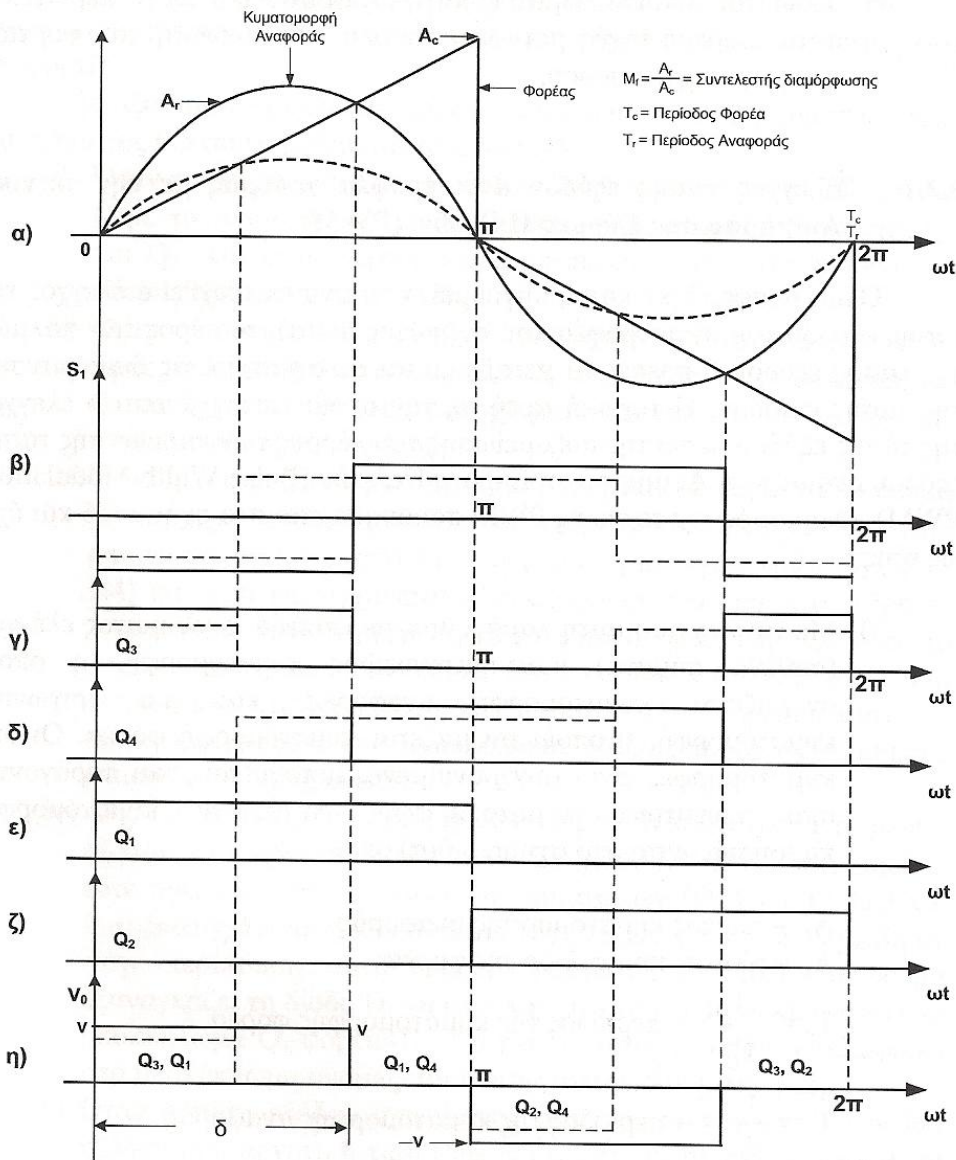 Κυματομορφή
Αναφοράς
A_c
A_r
Φορέας
M_f = A_r / A_c = Συντελεστής διαμόρφωσης
T_c = Περίοδος Φορέα
T_r = Περίοδος Αναφοράς
α)
0
π
T_c
T_r
2π
ωt
S_1
β)
π
2π
ωt
γ)
Q_3
π
2π
ωt
δ)
Q_4
ωt
ε)
Q_1
ωt
ζ)
Q_2
ωt
V_0
v
v
η)
Q_3, Q_1
Q_1, Q_4
π
Q_3, Q_2
Q_2, Q_4
2π
ωt
δ
–v